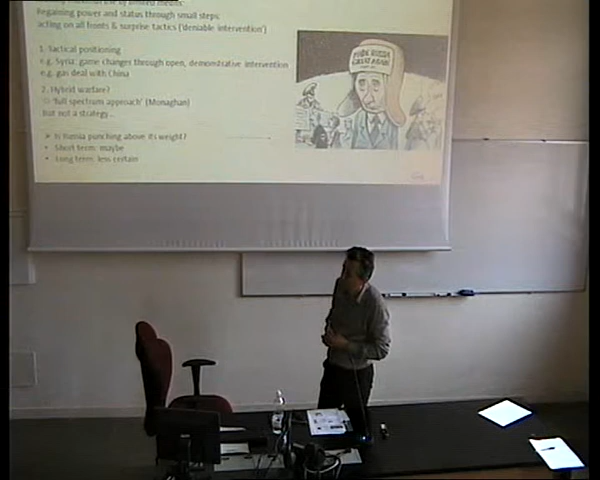 Regaining power and status through small steps;
acting on all fronts & surprise tactics ('deniable intervention')
1. Tactical positioning
e.g. Syria: game changes through open, demonstrative intervention
e.g. gas deal with China
2. Hybrid warfare?
'full spectrum approach' (Monaghan)
But not a strategy...
➤ Is Russia punching above its weight?
• Short term: maybe
• Long term: less certain
MAKE RUSSIA
GREAT AGAIN